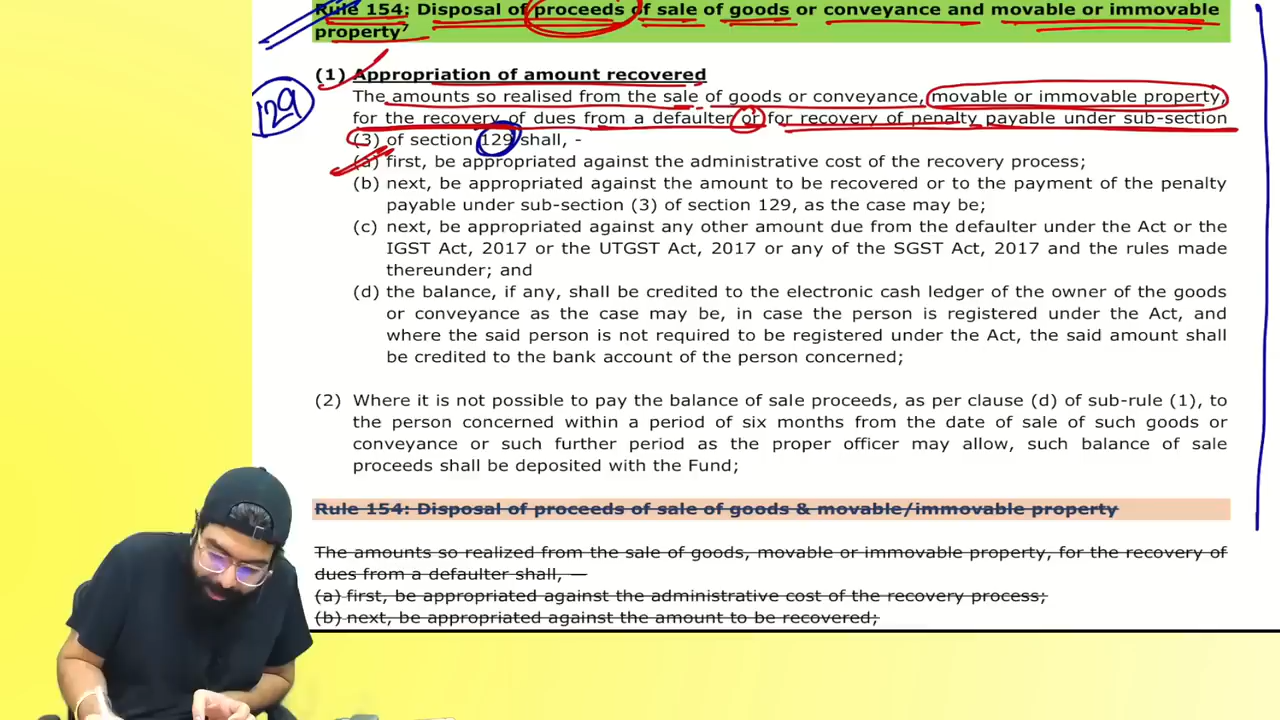 Rule 154: Disposal of proceeds of sale of goods or conveyance and movable or immovable
property’
(1) Appropriation of amount recovered
129
The amounts so realised from the sale of goods or conveyance, movable or immovable property,
for the recovery of dues from a defaulter or for recovery of penalty payable under sub-section
(3) of section 129 shall, -
(a) first, be appropriated against the administrative cost of the recovery process;
(b) next, be appropriated against the amount to be recovered or to the payment of the penalty
payable under sub-section (3) of section 129, as the case may be;
(c) next, be appropriated against any other amount due from the defaulter under the Act or the
IGST Act, 2017 or the UTGST Act, 2017 or any of the SGST Act, 2017 and the rules made
thereunder; and
(d) the balance, if any, shall be credited to the electronic cash ledger of the owner of the goods
or conveyance as the case may be, in case the person is registered under the Act, and
where the said person is not required to be registered under the Act, the said amount shall
be credited to the bank account of the person concerned;
(2) Where it is not possible to pay the balance of sale proceeds, as per clause (d) of sub-rule (1), to
the person concerned within a period of six months from the date of sale of such goods or
conveyance or such further period as the proper officer may allow, such balance of sale
proceeds shall be deposited with the Fund;
Rule 154: Disposal of proceeds of sale of goods & movable/immovable property
The amounts so realized from the sale of goods, movable or immovable property, for the recovery of
dues from a defaulter shall, —
(a) first, be appropriated against the administrative cost of the recovery process;
(b) next, be appropriated against the amount to be recovered;